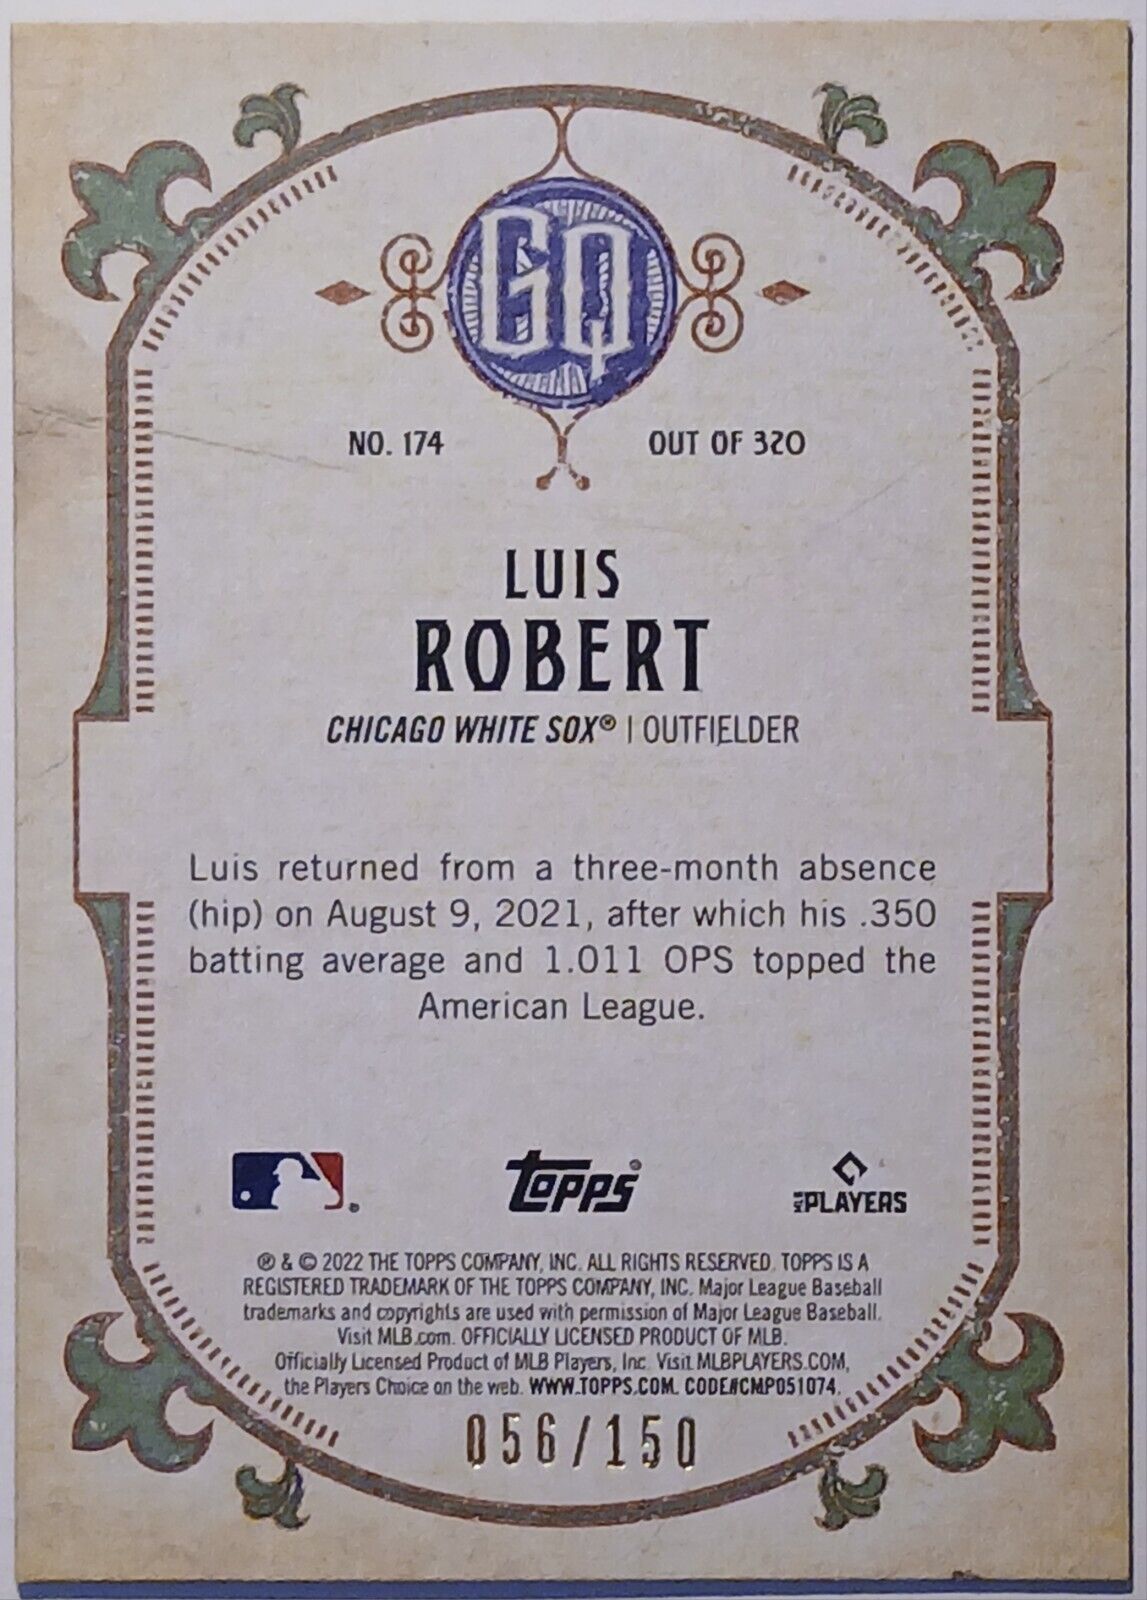 GQ
NO. 174 OUT OF 320
LUIS
ROBERT
CHICAGO WHITE SOX® | OUTFIELDER
Luis returned from a three-month absence
(hip) on August 9, 2021, after which his .350
batting average and 1.011 OPS topped the
American League.
topps® PLAYERS
® & © 2022 THE TOPPS COMPANY, INC. ALL RIGHTS RESERVED. TOPPS IS A
REGISTERED TRADEMARK OF THE TOPPS COMPANY, INC. Major League Baseball
trademarks and copyrights are used with permission of Major League Baseball.
Visit MLB.com. OFFICIALLY LICENSED PRODUCT OF MLB.
Officially Licensed Product of MLB Players, Inc. Visit MLBPLAYERS.COM,
the Players Choice on the web. WWW.TOPPS.COM. CODE#CMP051074.
056/150